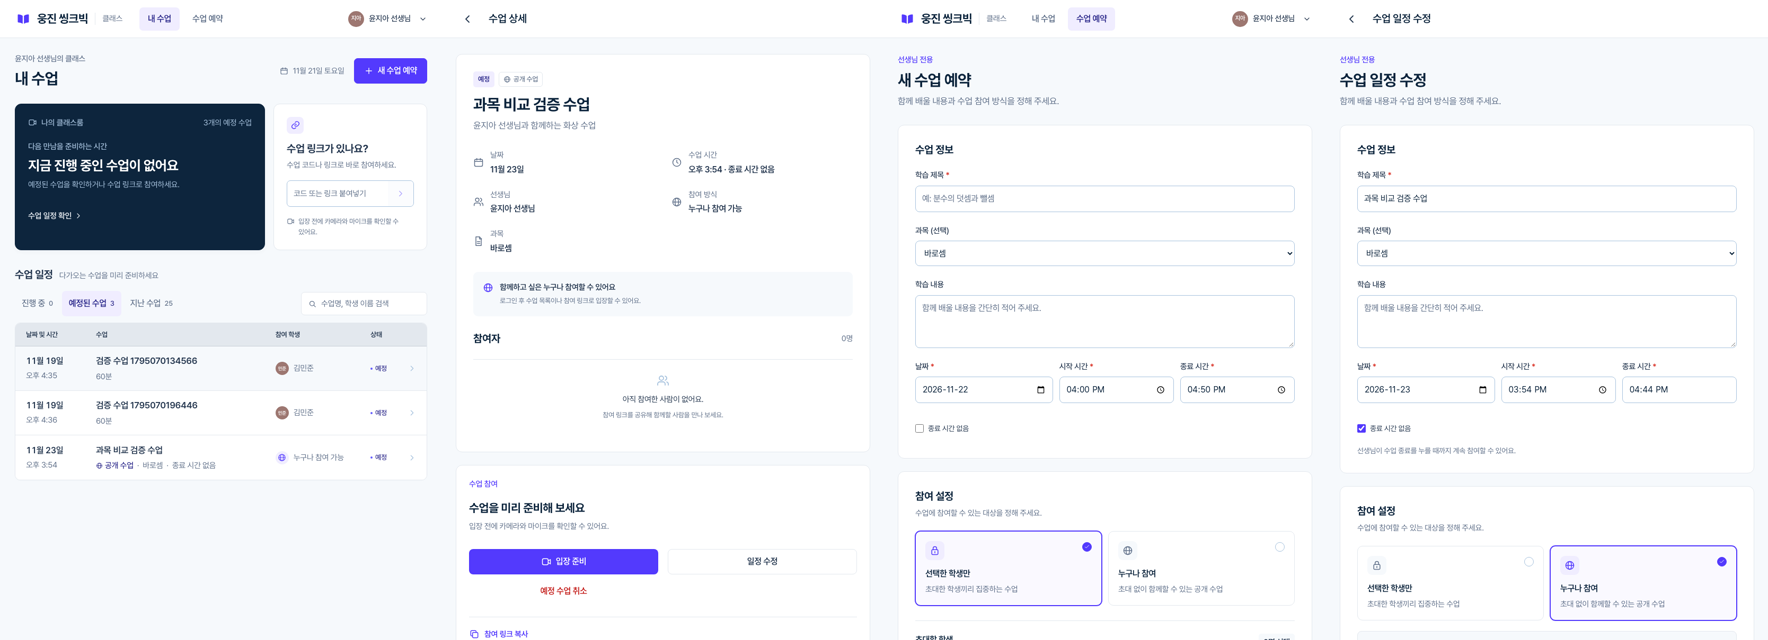 웅진 씽크빅 클래스 내 수업 수업 예약 지아 윤지아 선생님
윤지아 선생님의 클래스
내 수업
11월 21일 토요일
새 수업 예약
나의 클래스룸 3개의 예정 수업
다음 만남을 준비하는 시간
지금 진행 중인 수업이 없어요
예정된 수업을 확인하거나 수업 링크로 참여하세요.
수업 일정 확인
수업 링크가 있나요?
수업 코드나 링크로 바로 참여하세요.
코드 또는 링크 붙여넣기
입장 전에 카메라와 마이크를 확인할 수
있어요.
수업 일정 다가오는 수업을 미리 준비하세요
진행 중 0 예정된 수업 3 지난 수업 25
수업명, 학생 이름 검색
날짜 및 시간 수업 참여 학생 상태
11월 19일 검증 수업 1795070134566
오후 4:35 60분
민준 김민준 예정
11월 19일 검증 수업 1795070196446
오후 4:36 60분
민준 김민준 예정
11월 23일 과목 비교 검증 수업
오후 3:54 공개 수업 · 바로셈 · 종료 시간 없음
누구나 참여 가능 예정
수업 상세
예정 공개 수업
과목 비교 검증 수업
윤지아 선생님과 함께하는 화상 수업
날짜
11월 23일
수업 시간
오후 3:54 · 종료 시간 없음
선생님
윤지아 선생님
참여 방식
누구나 참여 가능
과목
바로셈
함께하고 싶은 누구나 참여할 수 있어요
로그인 후 수업 목록이나 참여 링크로 입장할 수 있어요.
참여자 0명
아직 참여한 사람이 없어요.
참여 링크를 공유해 함께할 사람을 만나 보세요.
수업 참여
수업을 미리 준비해 보세요
입장 전에 카메라와 마이크를 확인할 수 있어요.
입장 준비 일정 수정
예정 수업 취소
참여 링크 복사
웅진 씽크빅 클래스 내 수업 수업 예약 지아 윤지아 선생님
선생님 전용
새 수업 예약
함께 배울 내용과 수업 참여 방식을 정해 주세요.
수업 정보
학습 제목 *
예: 분수의 덧셈과 뺄셈
과목 (선택)
바로셈
학습 내용
함께 배울 내용을 간단히 적어 주세요.
날짜 * 시작 시간 * 종료 시간 *
2026-11-22 04:00 PM 04:50 PM
종료 시간 없음
참여 설정
수업에 참여할 수 있는 대상을 정해 주세요.
선택한 학생만
초대한 학생끼리 집중하는 수업
누구나 참여
초대 없이 함께할 수 있는 공개 수업
수업 일정 수정
선생님 전용
수업 일정 수정
함께 배울 내용과 수업 참여 방식을 정해 주세요.
수업 정보
학습 제목 *
과목 비교 검증 수업
과목 (선택)
바로셈
학습 내용
함께 배울 내용을 간단히 적어 주세요.
날짜 * 시작 시간 * 종료 시간 *
2026-11-23 03:54 PM 04:44 PM
종료 시간 없음
선생님이 수업 종료를 누를 때까지 계속 참여할 수 있어요.
참여 설정
수업에 참여할 수 있는 대상을 정해 주세요.
선택한 학생만
초대한 학생끼리 집중하는 수업
누구나 참여
초대 없이 함께할 수 있는 공개 수업